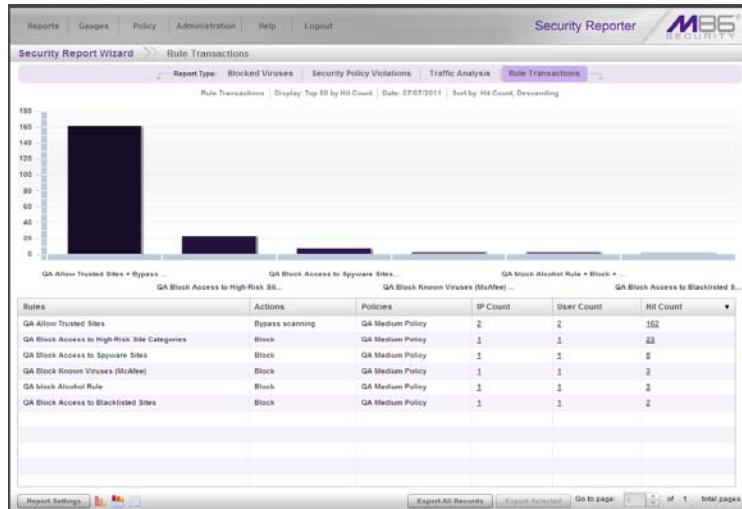 Reports Gauges Policy Administration Help Logout Security Reporter M86 SECURITY
Security Report Wizard Rule Transactions
Report Type: Blocked Viruses Security Policy Violations Traffic Analysis Rule Transactions
Rule Transactions Display: Top 50 by Hit Count Date: 07/07/2011 Sort by: Hit Count, Descending
180
160
140
120
100
80
60
40
20
0
QA Allow Trusted Sites + Bypass ... QA Block Access to Spyware Sites... QA block Alcohol Rule + Block + ...
QA Block Access to High-Risk Sit... QA Block Known Viruses (McAfee) ... QA Block Access to Blacklisted S...
Rules Actions Policies IP Count User Count Hit Count
QA Allow Trusted Sites Bypass scanning QA Medium Policy 2 2 162
QA Block Access to High-Risk Site Categories Block QA Medium Policy 1 1 23
QA Block Access to Spyware Sites Block QA Medium Policy 1 1 8
QA Block Known Viruses (McAfee) Block QA Medium Policy 1 1 3
QA block Alcohol Rule Block QA Medium Policy 1 1 3
QA Block Access to Blacklisted Sites Block QA Medium Policy 1 1 2
Report Settings Export All Records Export Selected Go to page: 1 of 1 total pages